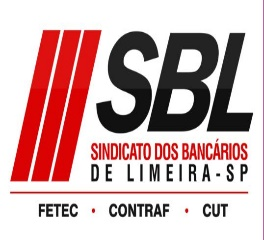 SBL
SINDICATO DOS BANCÁRIOS
DE LIMEIRA-SP
FETEC • CONTRAF • CUT